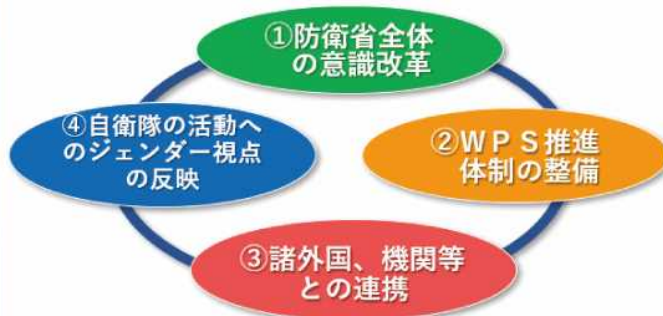 ①防衛省全体
の意識改革
②ＷＰＳ推進
体制の整備
③諸外国、機関等
との連携
④自衛隊の活動へ
のジェンダー視点
の反映